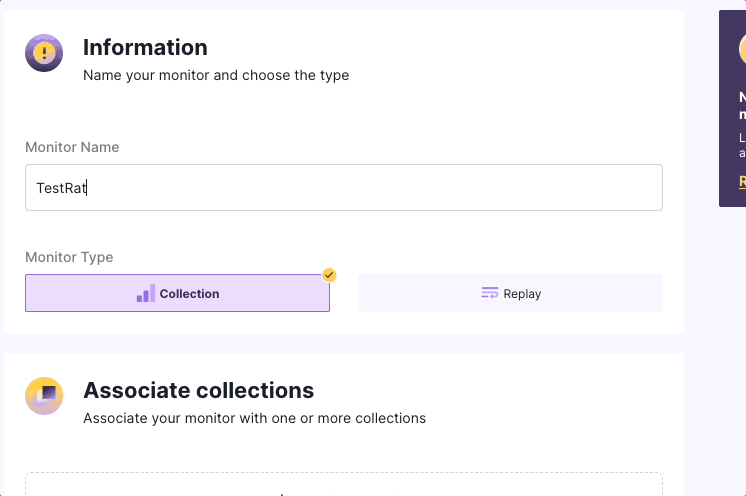 Information
Name your monitor and choose the type
Monitor Name
TestRat
Monitor Type
Collection
Replay
Associate collections
Associate your monitor with one or more collections